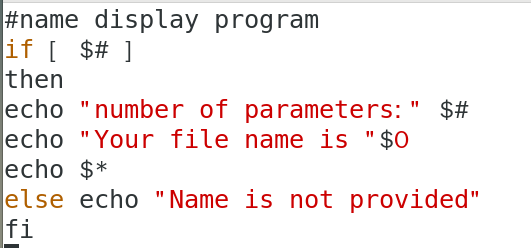 #name display program
if [ $# ]
then
echo "number of parameters:" $#
echo "Your file name is "$0
echo $*
else echo "Name is not provided"
fi